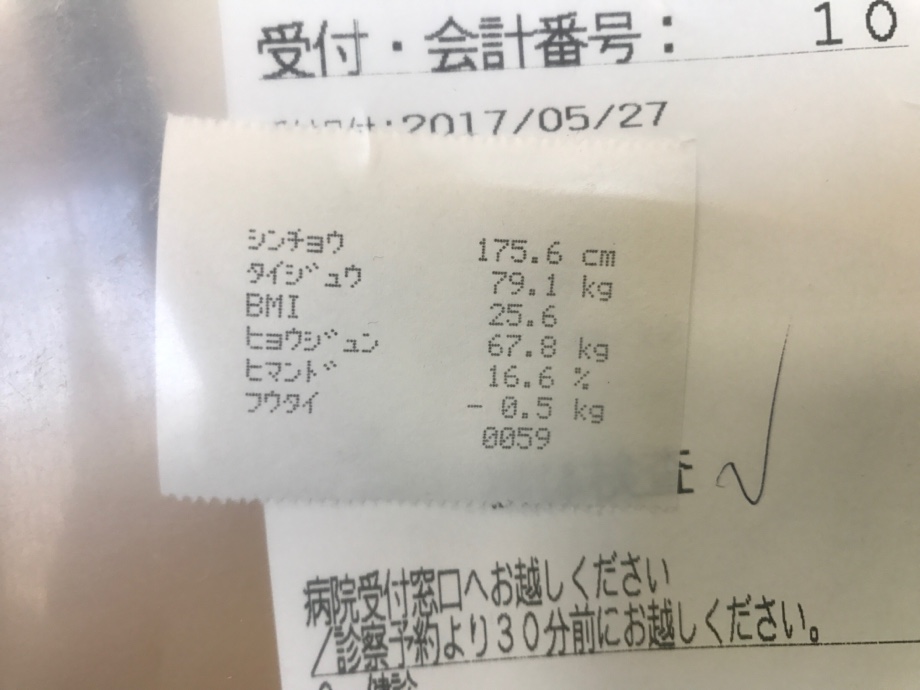 受付・会計番号： 10
:2017/05/27
ｼﾝﾁｮｳ 175.6 cm
ﾀｲｼﾞｭｳ 79.1 kg
BMI 25.6
ﾋｮｳｼﾞｭﾝ 67.8 kg
ﾋﾏﾝﾄﾞ 16.6 %
ﾌｳﾀｲ - 0.5 kg
0059
病院受付窓口へお越しください
／診察予約より３０分前にお越しください。